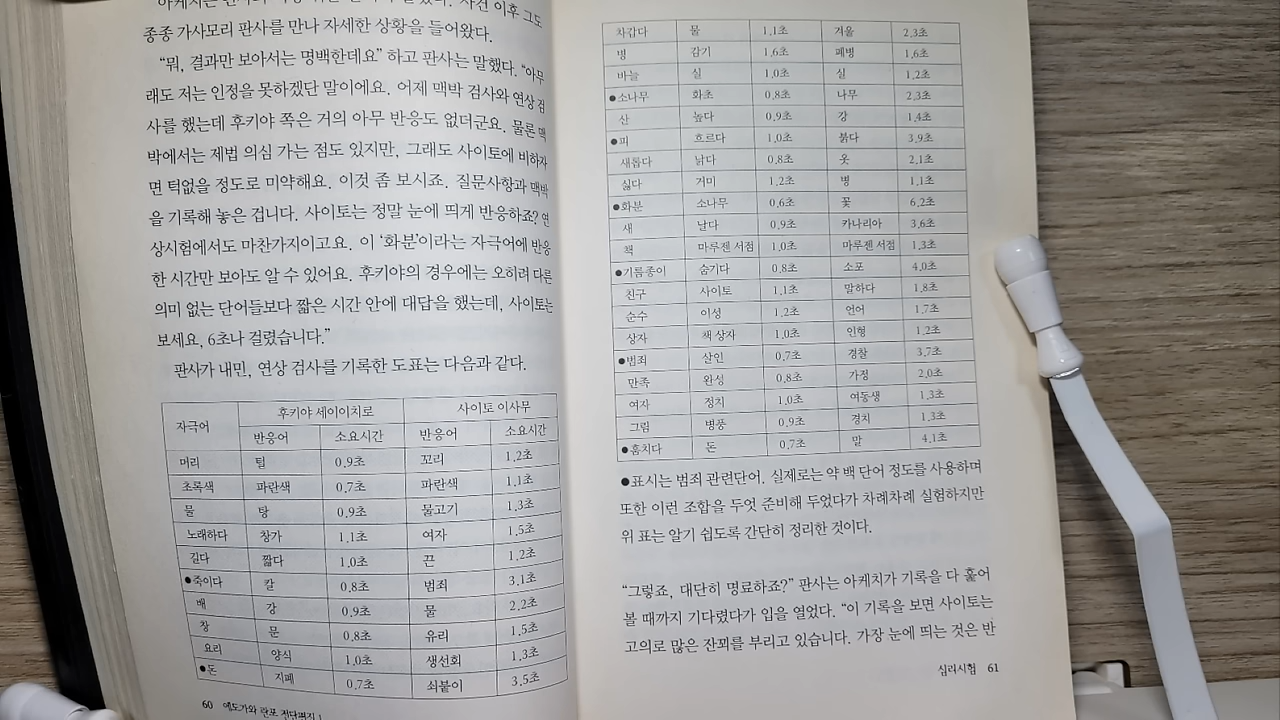 종종 가사모리 판사를 만나 자세한 상황을 들어왔다.
“뭐, 결과만 보아서는 명백한데요” 하고 판사는 말했다. “아무
래도 저는 인정을 못하겠단 말이에요. 어제 맥박 검사와 연상 검
사를 했는데 후키야 쪽은 거의 아무 반응도 없더군요. 물론 맥
박에서는 제법 의심 가는 점도 있지만, 그래도 사이토에 비하자
면 턱없을 정도로 미약해요. 이것 좀 보시죠. 질문사항과 맥박
을 기록해 놓은 겁니다. 사이토는 정말 눈에 띄게 반응하죠? 연
상시험에서도 마찬가지이고요. 이 ‘화분’이라는 자극어에 반응
한 시간만 보아도 알 수 있어요. 후키야의 경우에는 오히려 다른
의미 없는 단어들보다 짧은 시간 안에 대답을 했는데, 사이토는
보세요, 6초나 걸렸습니다.”
판사가 내민, 연상 검사를 기록한 도표는 다음과 같다.
자극어 후키야 세이이치로 사이토 이사무
반응어 소요시간 반응어 소요시간
머리 털 0.9초 꼬리 1.2초
초록색 파란색 0.7초 파란색 1.1초
물 탕 0.9초 물고기 1.3초
노래하다 창가 1.1초 여자 1.5초
길다 짧다 1.0초 끈 1.2초
●죽이다 칼 0.8초 범죄 3.1초
배 강 0.9초 물 2.2초
창 문 0.8초 유리 1.5초
요리 양식 1.0초 생선회 1.3초
●돈 지폐 0.7초 쇠붙이 3.5초
60 에도가와 란포 전단편집 1
차갑다 물 1.1초 겨울 2.3초
병 감기 1.6초 폐병 1.6초
바늘 실 1.0초 실 1.2초
●소나무 화초 0.8초 나무 2.3초
산 높다 0.9초 강 1.4초
●피 흐르다 1.0초 붉다 3.9초
새롭다 낡다 0.8초 옷 2.1초
싫다 거미 1.2초 병 1.1초
●화분 소나무 0.6초 꽃 6.2초
새 날다 0.9초 카나리아 3.6초
책 마루젠 서점 1.0초 마루젠 서점 1.3초
●기름종이 숨기다 0.8초 소포 4.0초
친구 사이토 1.1초 말하다 1.8초
순수 이성 1.2초 언어 1.7초
상자 책 상자 1.0초 인형 1.2초
●범죄 살인 0.7초 경찰 3.7초
만족 완성 0.8초 가정 2.0초
여자 정치 1.0초 여동생 1.3초
그림 병풍 0.9초 경치 1.3초
●훔치다 돈 0.7초 말 4.1초
●표시는 범죄 관련단어. 실제로는 약 백 단어 정도를 사용하며
또한 이런 조합을 두엇 준비해 두었다가 차례차례 실험하지만
위 표는 알기 쉽도록 간단히 정리한 것이다.
“그렇죠, 대단히 명료하죠?” 판사는 아케치가 기록을 다 훑어
볼 때까지 기다렸다가 입을 열었다. “이 기록을 보면 사이토는
고의로 많은 잔꾀를 부리고 있습니다. 가장 눈에 띄는 것은 반
심리시험 61